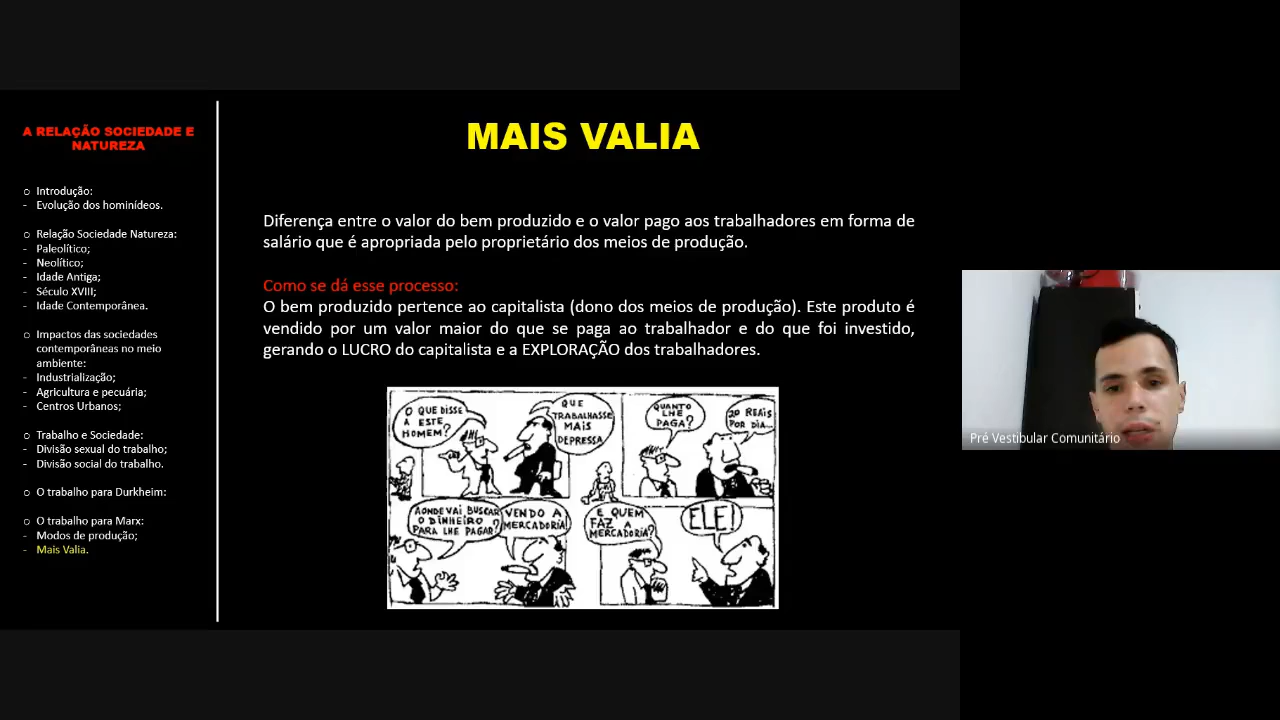 A RELAÇÃO SOCIEDADE E
NATUREZA
o Introdução:
- Evolução dos hominídeos.
o Relação Sociedade Natureza:
- Paleolítico;
- Neolítico;
- Idade Antiga;
- Século XVIII;
- Idade Contemporânea.
o Impactos das sociedades
contemporâneas no meio
ambiente:
- Industrialização;
- Agricultura e pecuária;
- Centros Urbanos;
o Trabalho e Sociedade:
- Divisão sexual do trabalho;
- Divisão social do trabalho.
o O trabalho para Durkheim:
o O trabalho para Marx:
- Modos de produção;
- Mais Valia.
MAIS VALIA
Diferença entre o valor do bem produzido e o valor pago aos trabalhadores em forma de
salário que é apropriada pelo proprietário dos meios de produção.
Como se dá esse processo:
O bem produzido pertence ao capitalista (dono dos meios de produção). Este produto é
vendido por um valor maior do que se paga ao trabalhador e do que foi investido,
gerando o LUCRO do capitalista e a EXPLORAÇÃO dos trabalhadores.
O QUE DISSE
A ESTE
HOMEM?
QUE
TRABALHASSE
MAIS
DEPRESSA
QUANTO
LHE
PAGA?
20 REAIS
POR DIA...
AONDE VAI BUSCAR
O DINHEIRO
PARA LHE PAGAR?
VENDO A
MERCADORIA!
E QUEM
FAZ A
MERCADORIA?
ELE!
Pré Vestibular Comunitário